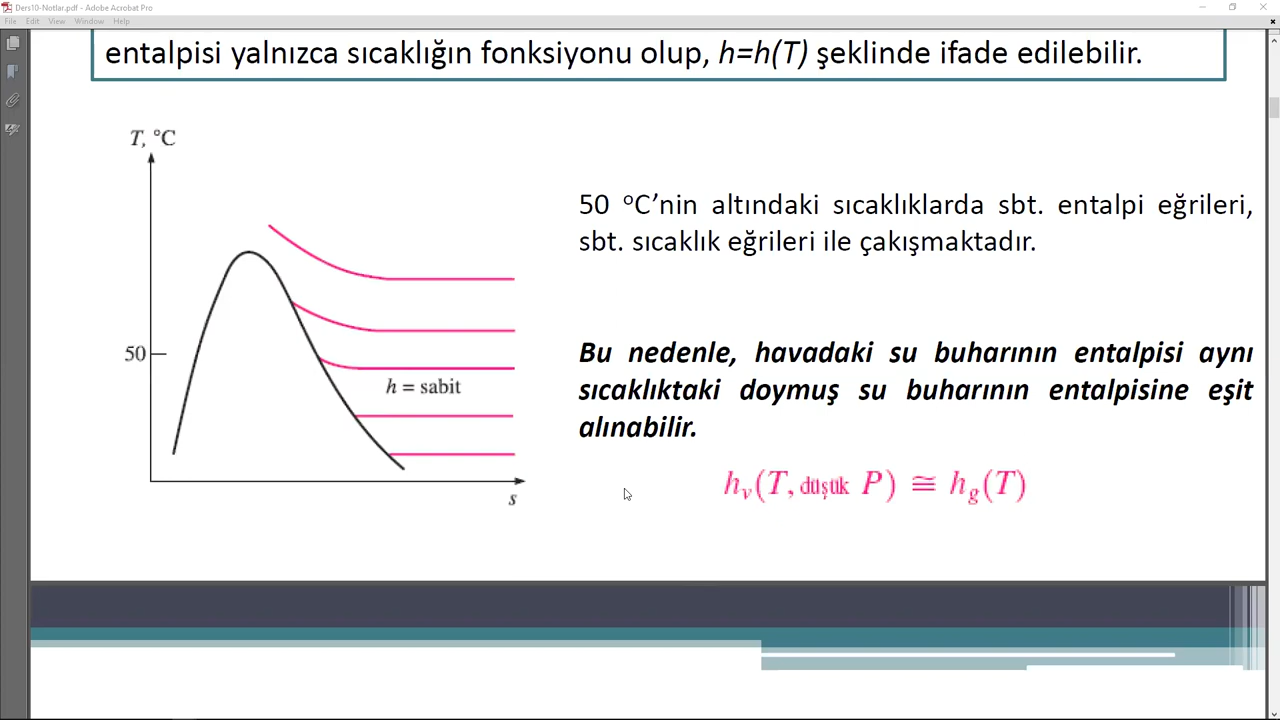 Ders10-Notlar.pdf - Adobe Acrobat Pro
File Edit View Window Help
entalpisi yalnızca sıcaklığın fonksiyonu olup, h=h(T) şeklinde ifade edilebilir.
T, °C
50
h = sabit
s
50 °C’nin altındaki sıcaklıklarda sbt. entalpi eğrileri,
sbt. sıcaklık eğrileri ile çakışmaktadır.
Bu nedenle, havadaki su buharının entalpisi aynı
sıcaklıktaki doymuş su buharının entalpisine eşit
alınabilir.
hv(T, düşük P) ≅ hg(T)